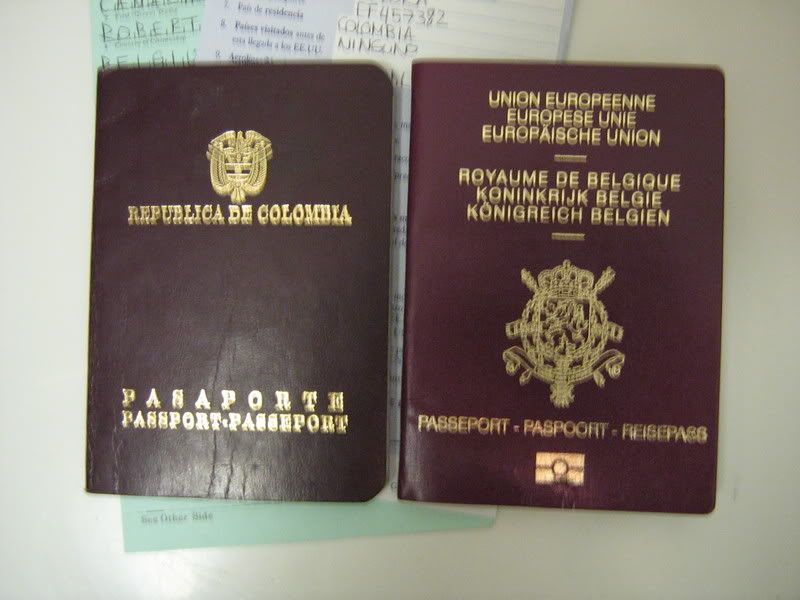 ROBERT
7. País de residencia
8. Países visitados antes de
esta llegada a los EE.UU.
COLOMBIA
NINGUNO
REPUBLICA DE COLOMBIA
PASAPORTE
PASSPORT-PASSEPORT
UNION EUROPEENNE
EUROPESE UNIE
EUROPÄISCHE UNION
ROYAUME DE BELGIQUE
KONINKRIJK BELGIE
KÖNIGREICH BELGIEN
PASSEPORT - PASPOORT - REISEPASS
See Other Side